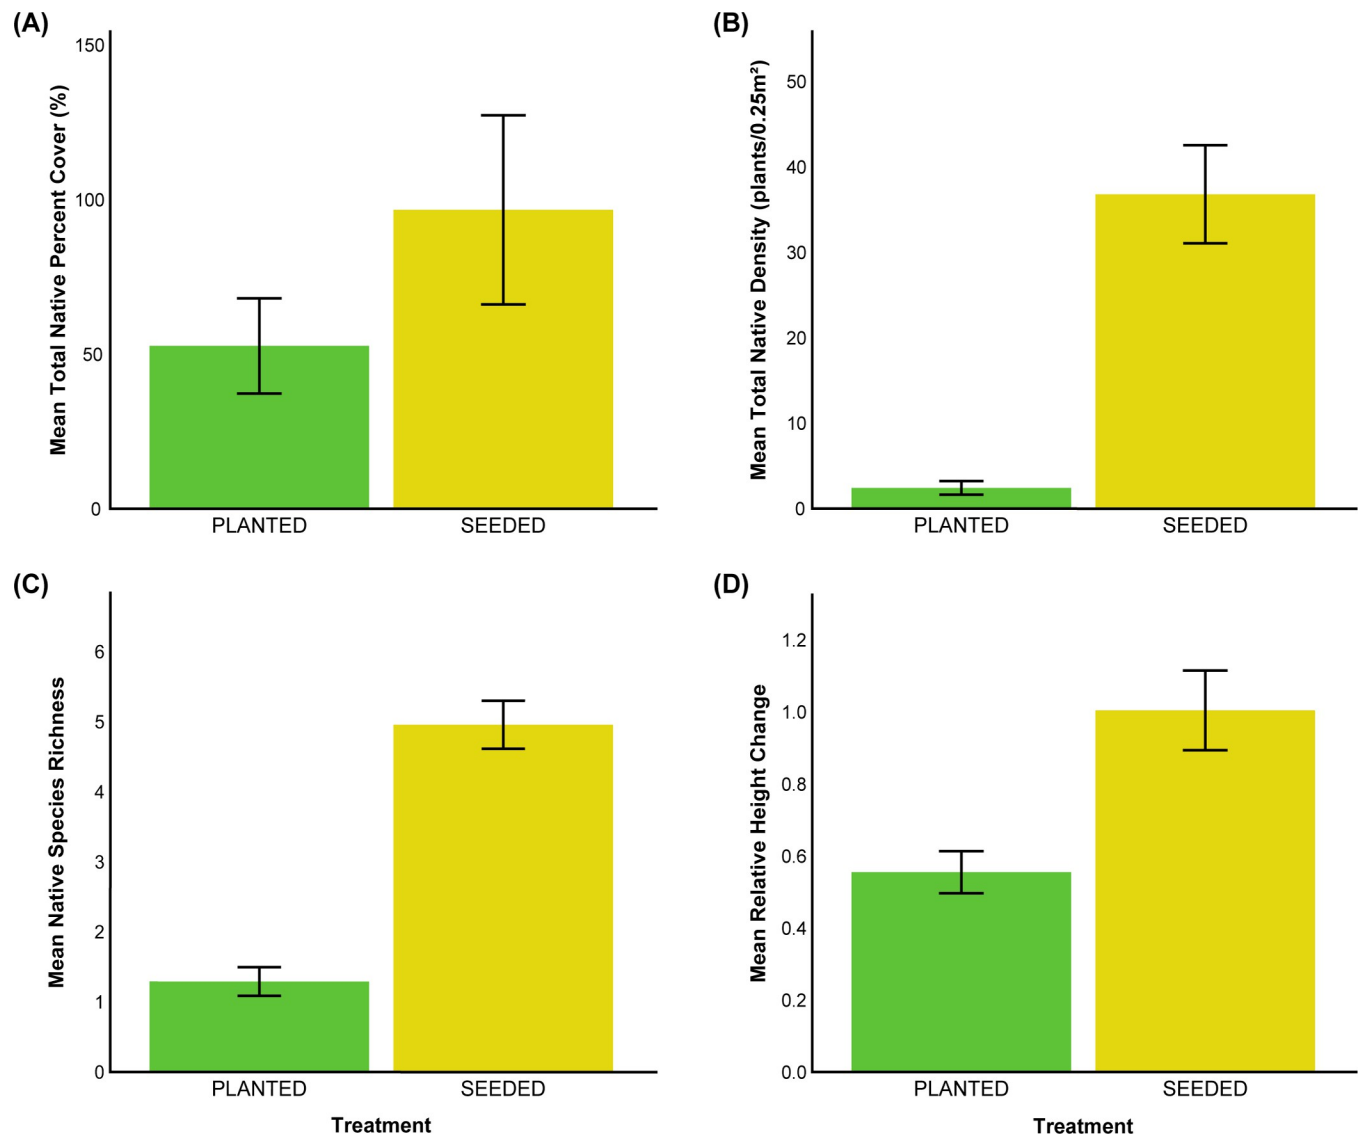 (A)
Mean Total Native Percent Cover (%)
150
100
50
0
PLANTED SEEDED
(B)
Mean Total Native Density (plants/0.25m²)
50
40
30
20
10
0
PLANTED SEEDED
(C)
Mean Native Species Richness
6
5
4
3
2
1
0
PLANTED SEEDED
Treatment
(D)
Mean Relative Height Change
1.2
1.0
0.8
0.6
0.4
0.2
0.0
PLANTED SEEDED
Treatment